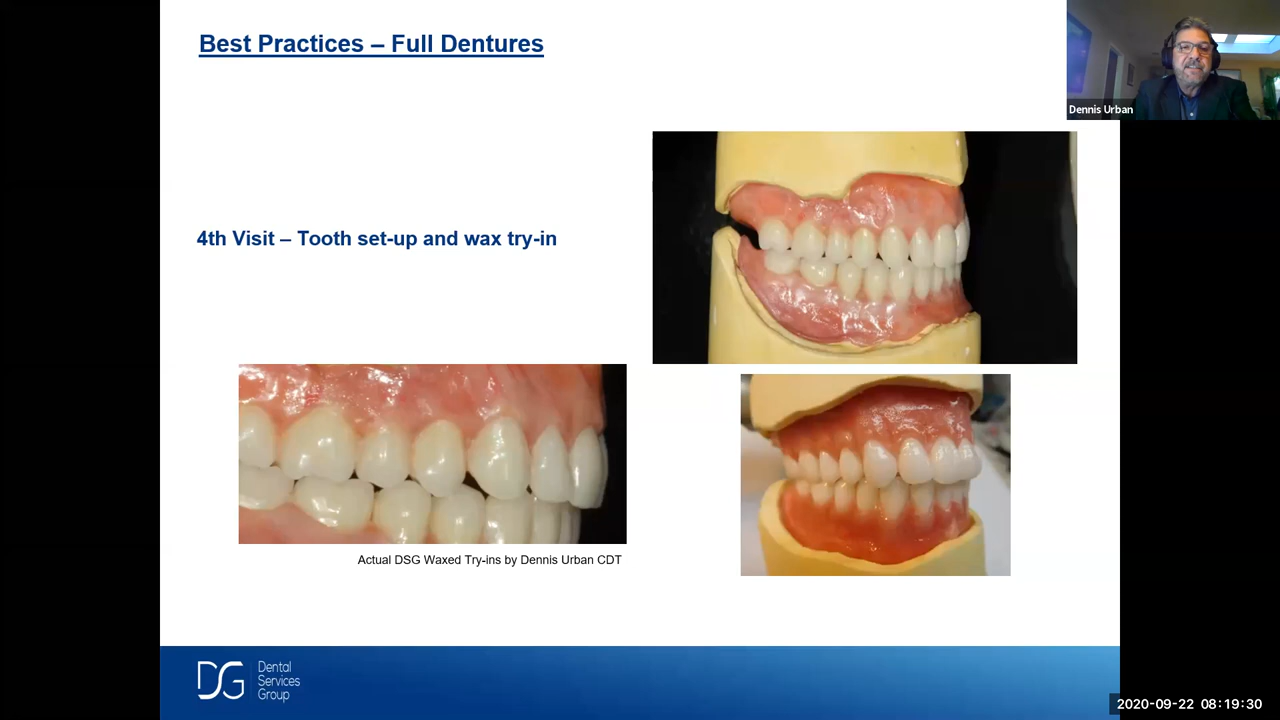 Best Practices – Full Dentures
Dennis Urban
4th Visit – Tooth set-up and wax try-in
Actual DSG Waxed Try-ins by Dennis Urban CDT
DSG
Dental
Services
Group
2020-09-22 08:19:30